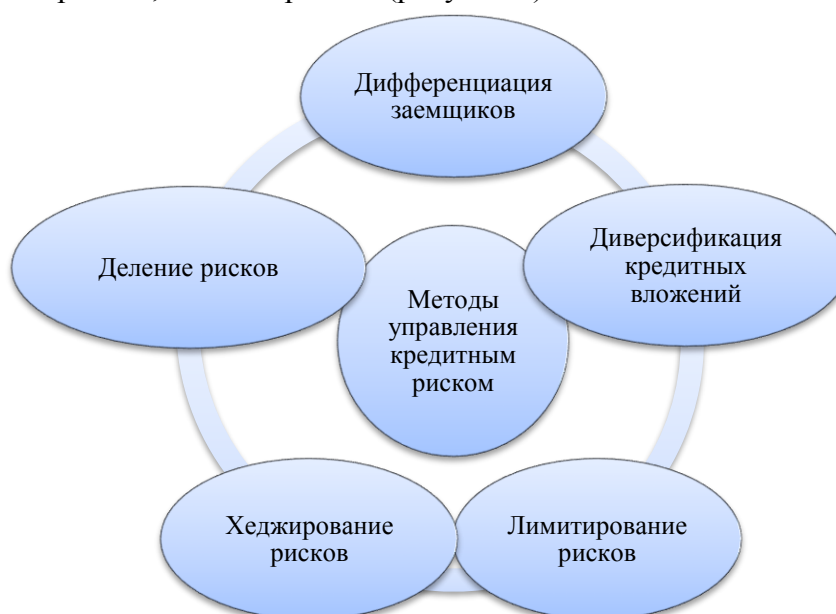 Дифференциация
заемщиков
Диверсификация
кредитных
вложений
Деление рисков
Методы
управления
кредитным
риском
Хеджирование
рисков
Лимитирование
рисков